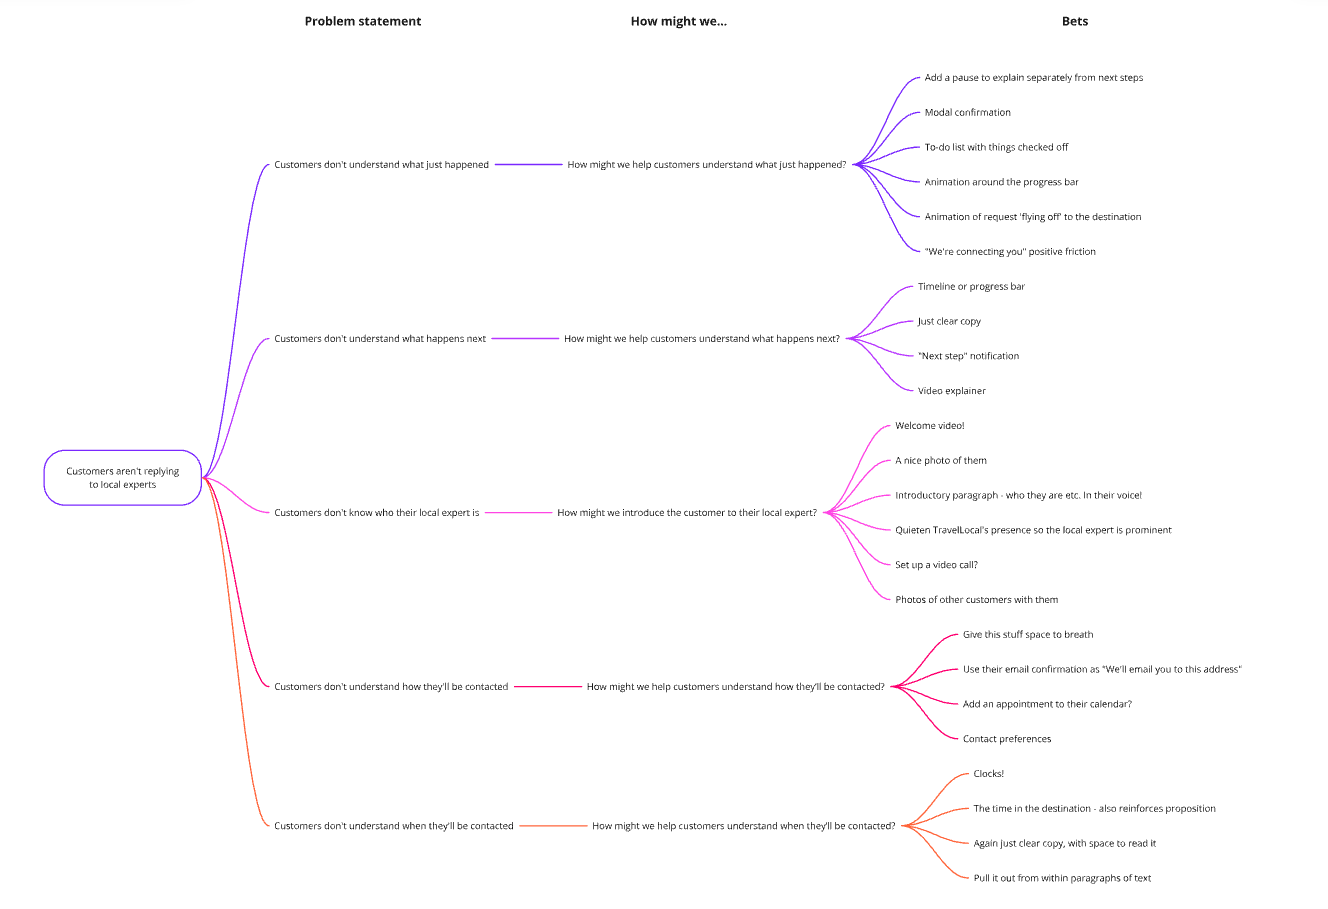 Problem statement
How might we...
Bets
Customers aren't replying
to local experts
Customers don't understand what just happened
How might we help customers understand what just happened?
Add a pause to explain separately from next steps
Modal confirmation
To-do list with things checked off
Animation around the progress bar
Animation of request 'flying off' to the destination
"We're connecting you" positive friction
Customers don't understand what happens next
How might we help customers understand what happens next?
Timeline or progress bar
Just clear copy
"Next step" notification
Video explainer
Customers don't know who their local expert is
How might we introduce the customer to their local expert?
Welcome video!
A nice photo of them
Introductory paragraph - who they are etc. In their voice!
Quieten TravelLocal's presence so the local expert is prominent
Set up a video call?
Photos of other customers with them
Customers don't understand how they'll be contacted
How might we help customers understand how they'll be contacted?
Give this stuff space to breath
Use their email confirmation as "We'll email you to this address"
Add an appointment to their calendar?
Contact preferences
Customers don't understand when they'll be contacted
How might we help customers understand when they'll be contacted?
Clocks!
The time in the destination - also reinforces proposition
Again just clear copy, with space to read it
Pull it out from within paragraphs of text